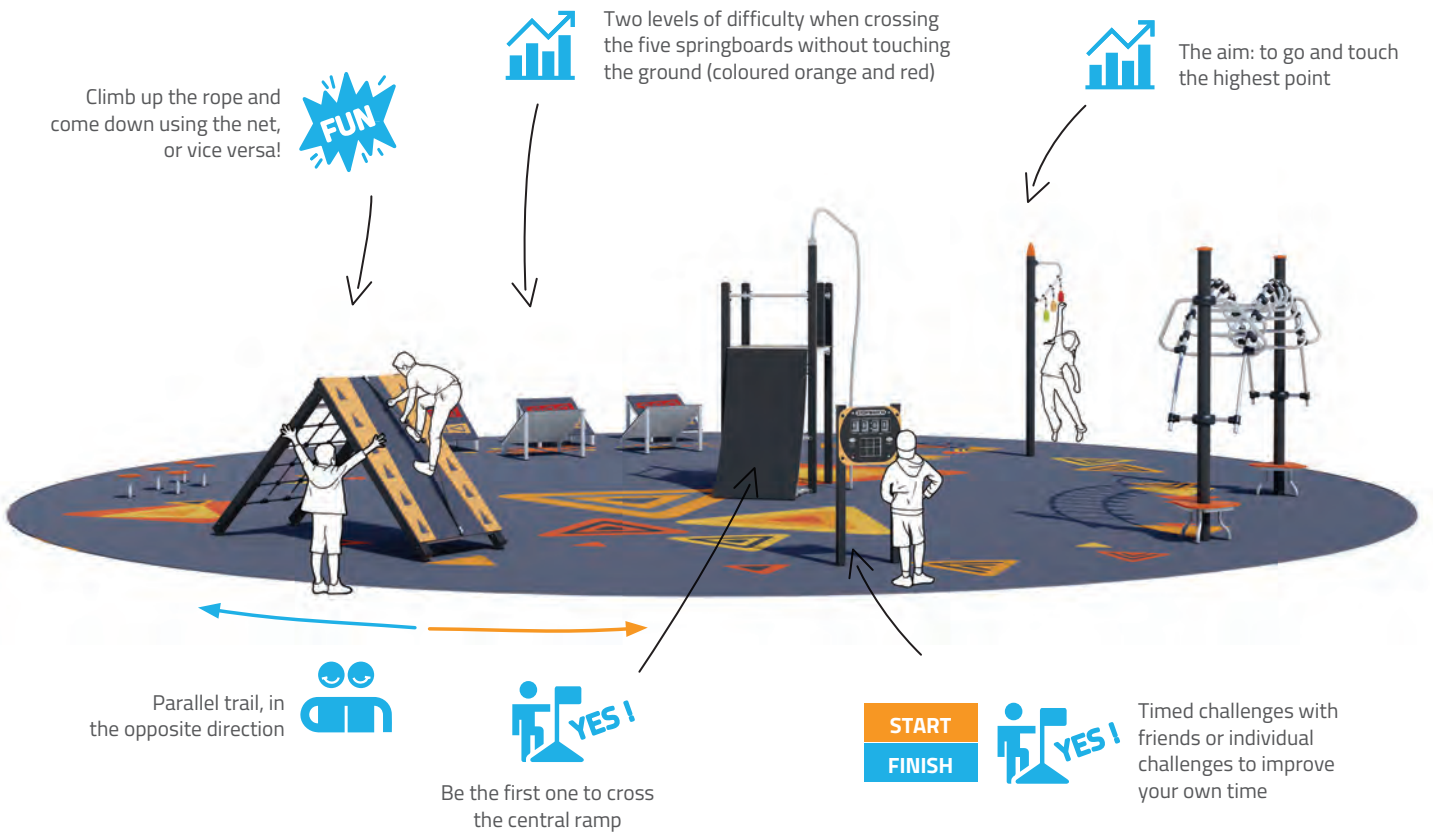 Two levels of difficulty when crossing
the five springboards without touching
the ground (coloured orange and red)
The aim: to go and touch
the highest point
Climb up the rope and
come down using the net,
or vice versa!
FUN
Parallel trail, in
the opposite direction
YES !
Be the first one to cross
the central ramp
START
FINISH
YES !
Timed challenges with
friends or individual
challenges to improve
your own time